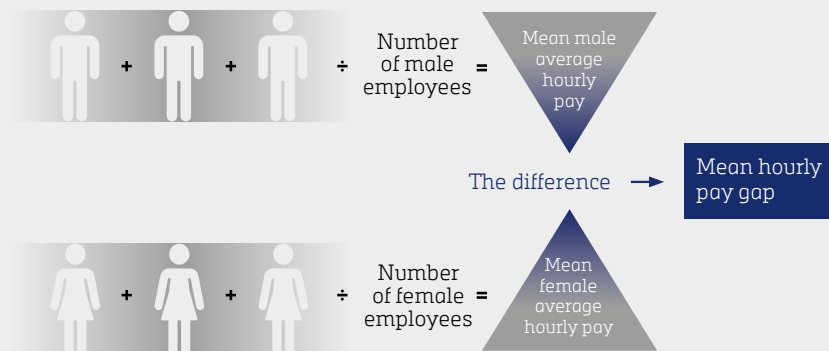 + + ÷ Number
of male
employees
=
Mean male
average
hourly
pay
The difference →
Mean hourly
pay gap
+ + ÷ Number
of female
employees
=
Mean
female
average
hourly pay